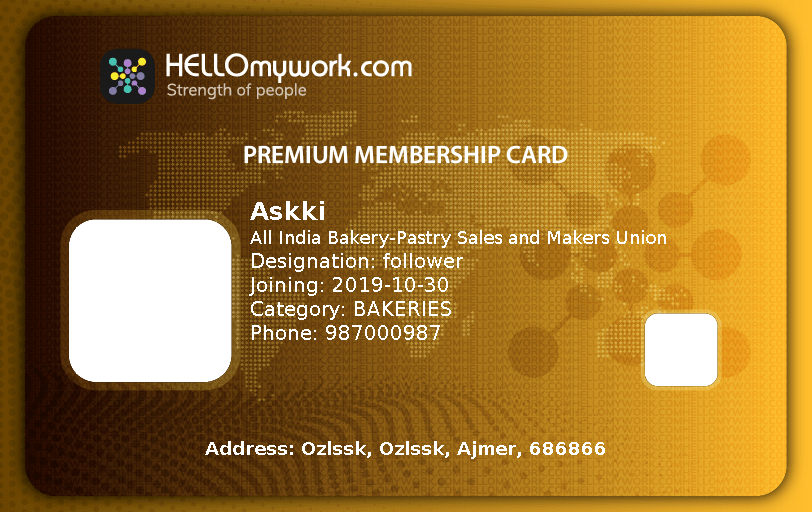 HELLOmywork.com
Strength of people
PREMIUM MEMBERSHIP CARD
Askki
All India Bakery-Pastry Sales and Makers Union
Designation: follower
Joining: 2019-10-30
Category: BAKERIES
Phone: 987000987
Address: Ozlssk, Ozlssk, Ajmer, 686866